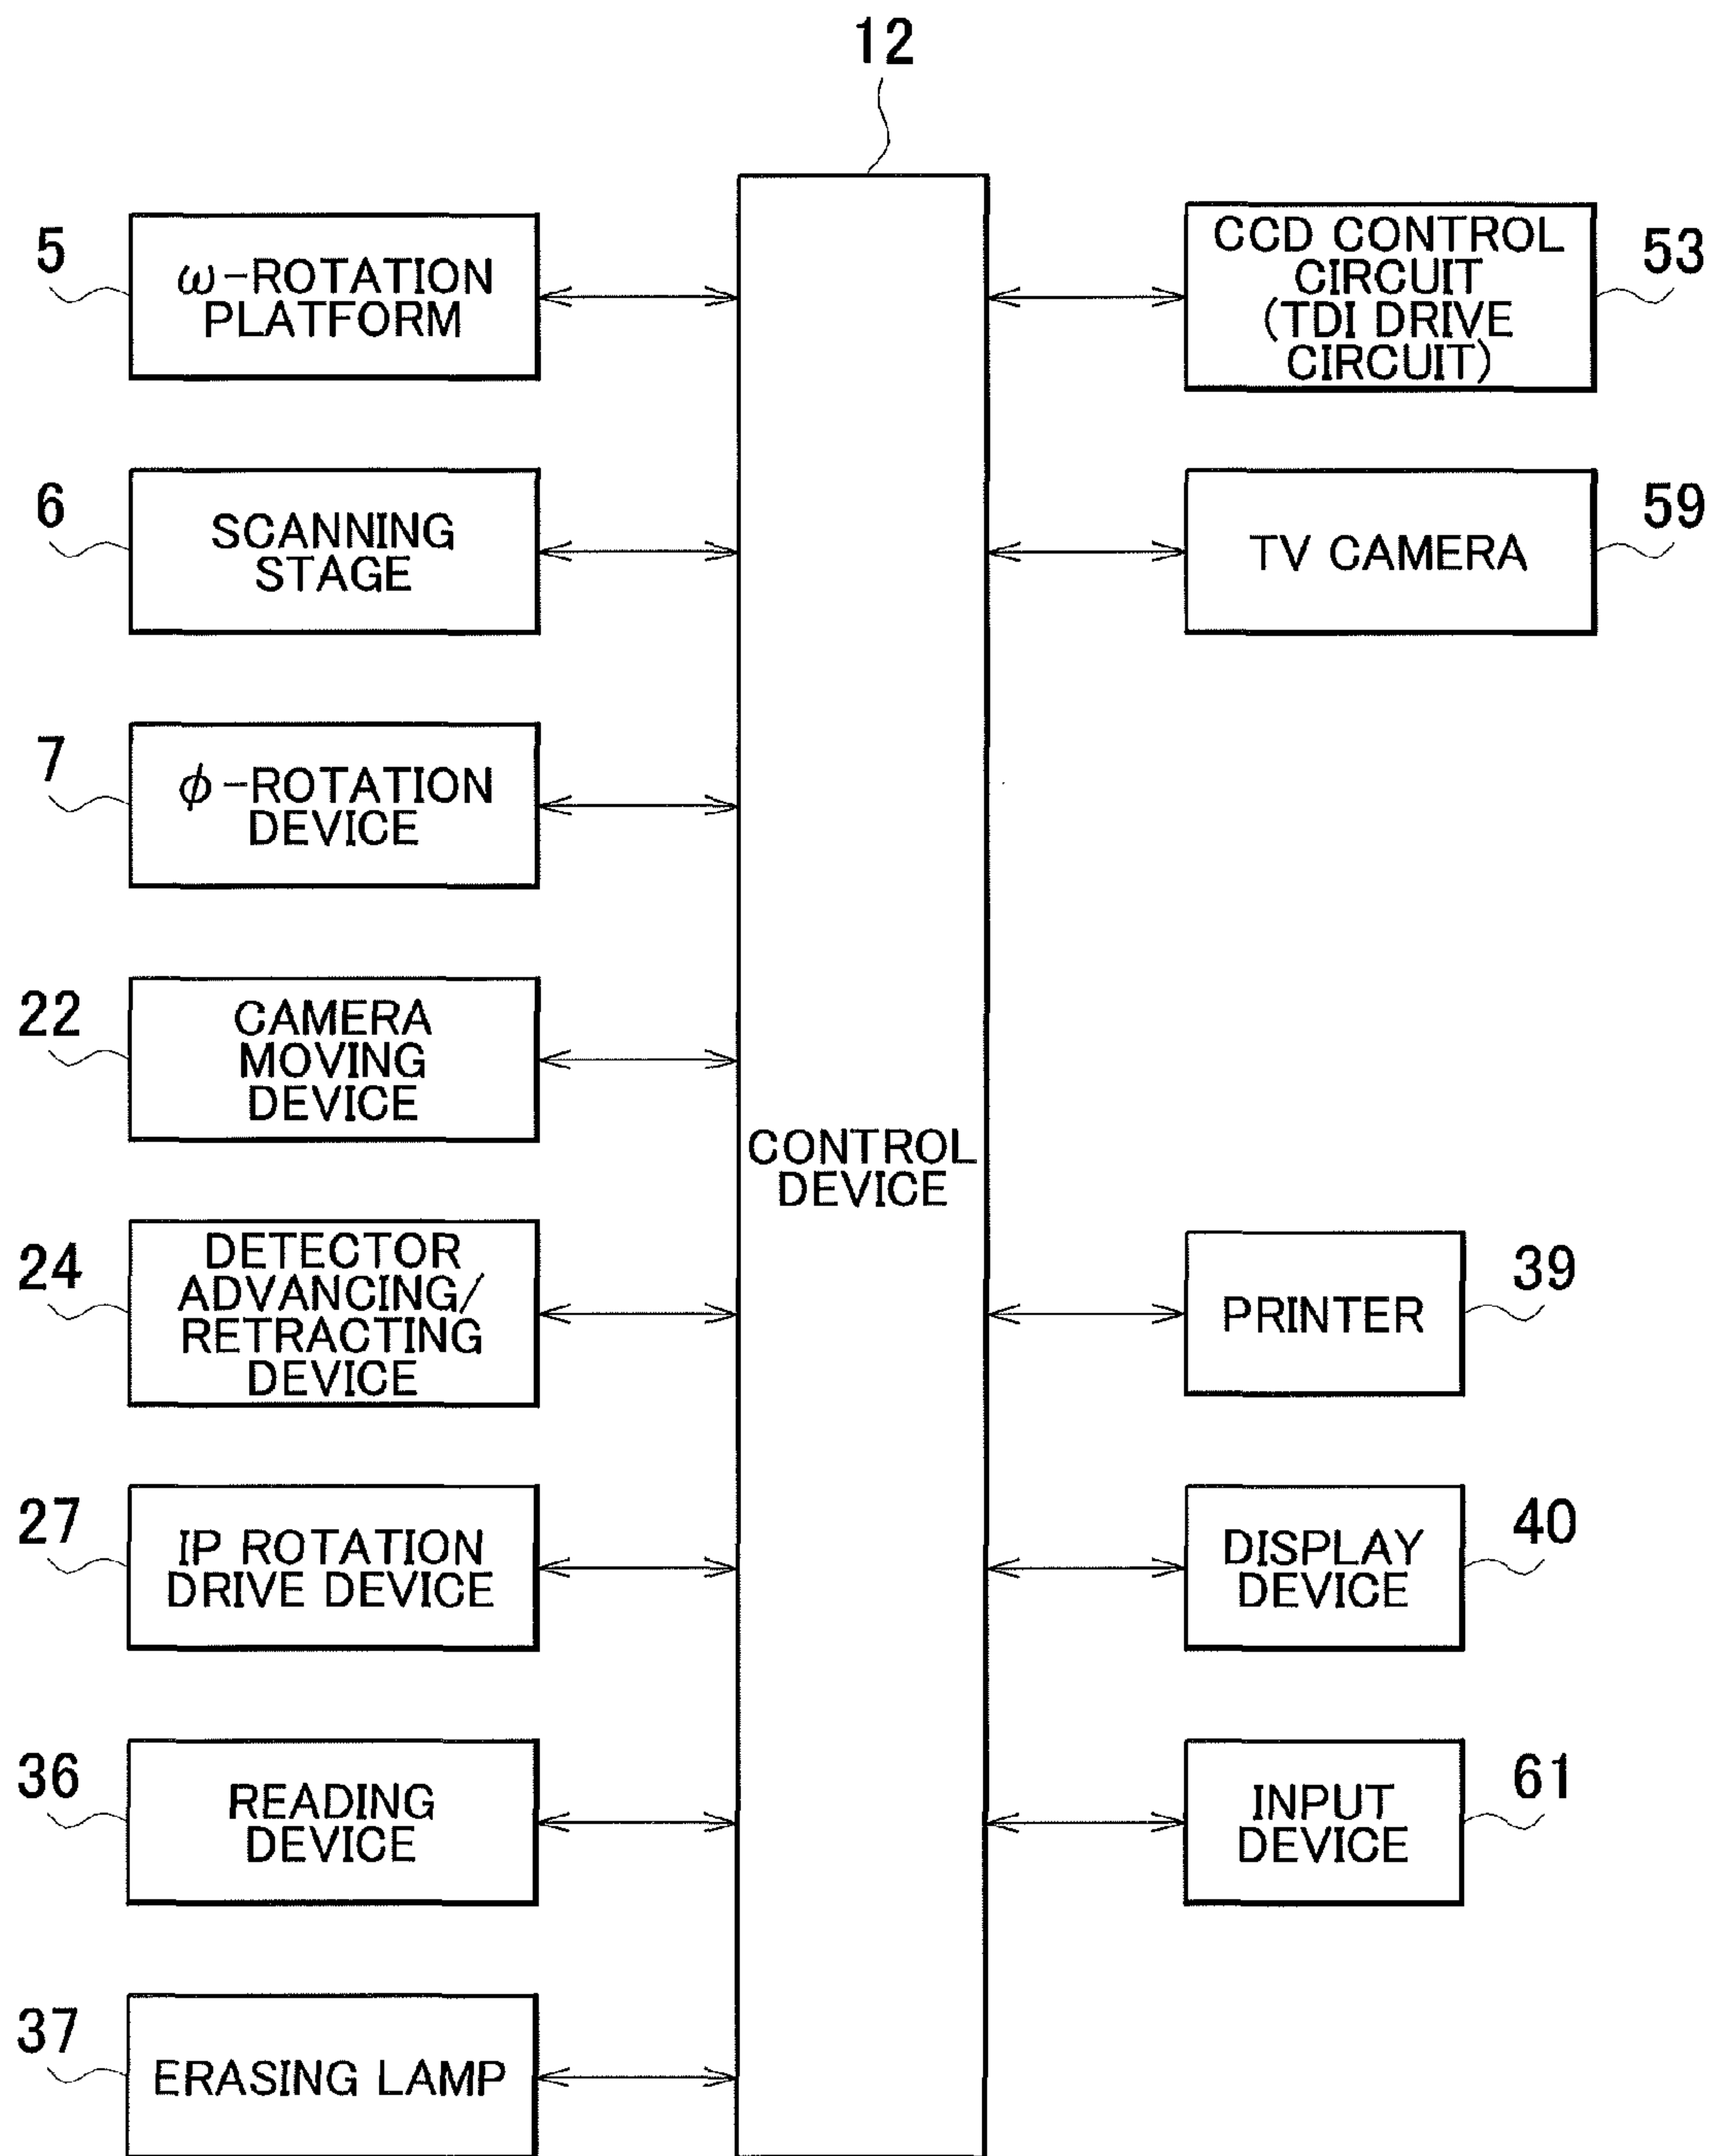 12
5
ω-ROTATION
PLATFORM
6
SCANNING
STAGE
7
ϕ-ROTATION
DEVICE
22
CAMERA
MOVING
DEVICE
24
DETECTOR
ADVANCING/
RETRACTING
DEVICE
27
IP ROTATION
DRIVE DEVICE
36
READING
DEVICE
37
ERASING LAMP
CONTROL
DEVICE
CCD CONTROL
CIRCUIT
(TDI DRIVE
CIRCUIT)
53
TV CAMERA
59
PRINTER
39
DISPLAY
DEVICE
40
INPUT
DEVICE
61